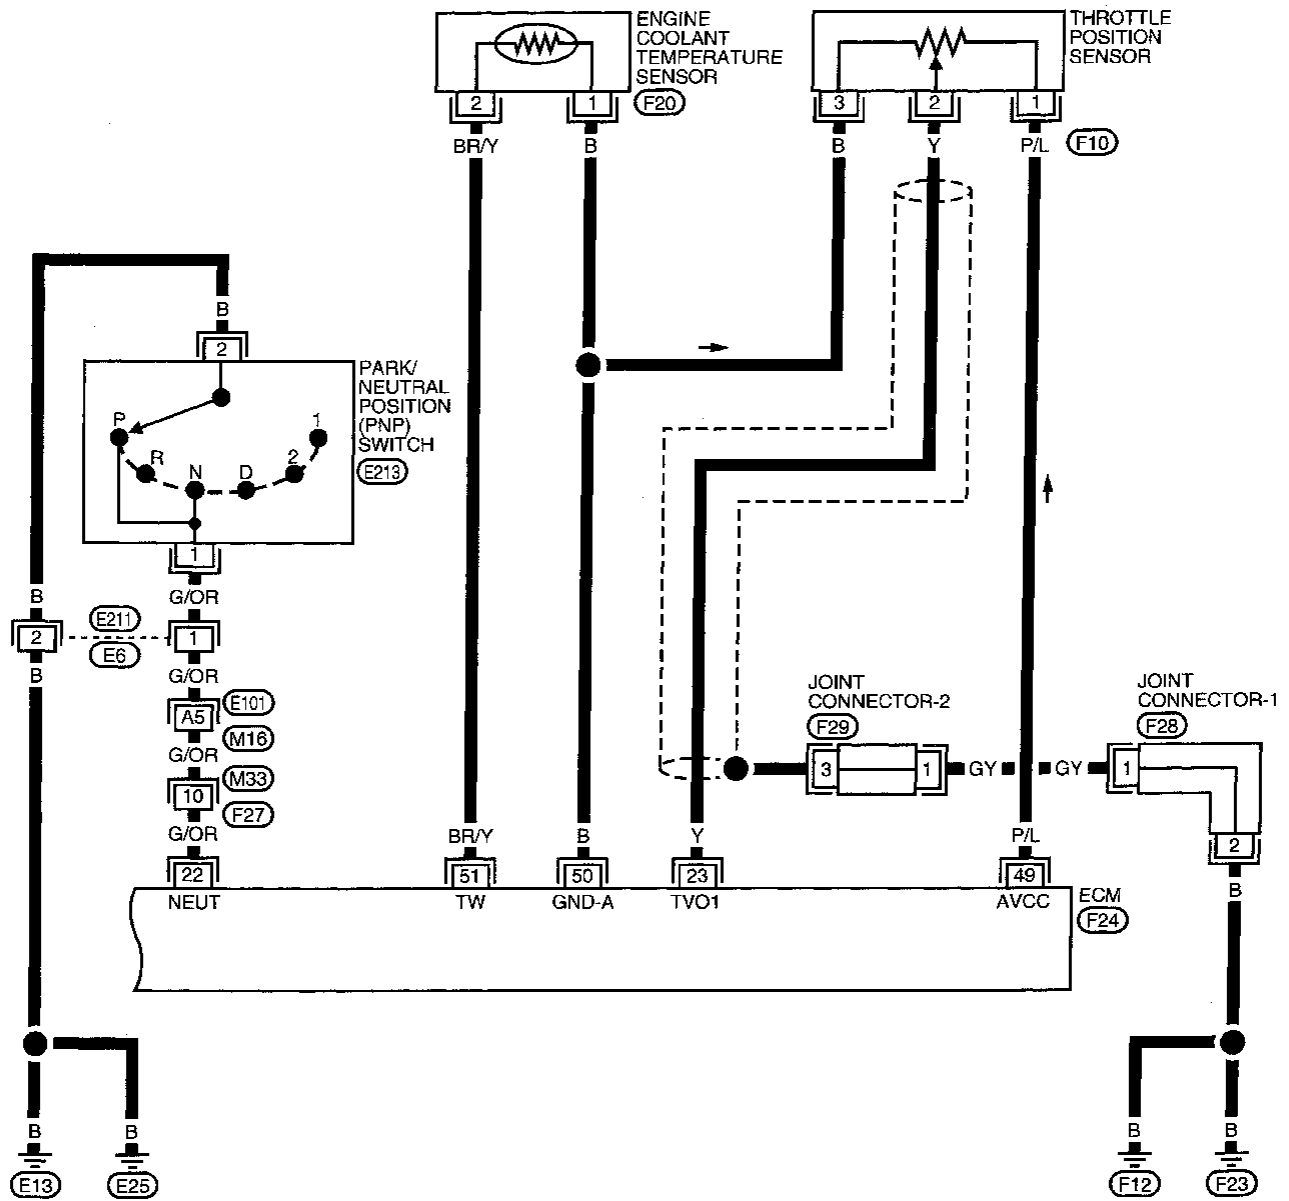 ENGINE
COOLANT
TEMPERATURE
SENSOR
F20
2
1
BR/Y
B
THROTTLE
POSITION
SENSOR
3
2
1
B
Y
P/L
F10
B
2
PARK/
NEUTRAL
POSITION
(PNP)
SWITCH
E213
P
R
N
D
2
1
1
G/OR
B
2
E211
E6
1
B
G/OR
A5
E101
M16
G/OR
10
M33
F27
G/OR
JOINT
CONNECTOR-2
F29
3
1
GY
GY
JOINT
CONNECTOR-1
F28
1
2
B
BR/Y
B
Y
P/L
22
51
50
23
49
NEUT
TW
GND-A
TVO1
AVCC
ECM
F24
B
B
B
B
E13
E25
F12
F23